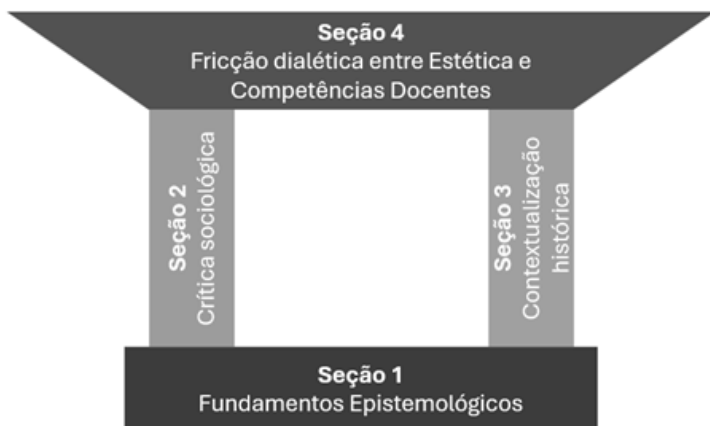 Seção 4
Fricção dialética entre Estética e
Competências Docentes
Seção 2
Crítica sociológica
Seção 3
Contextualização
histórica
Seção 1
Fundamentos Epistemológicos